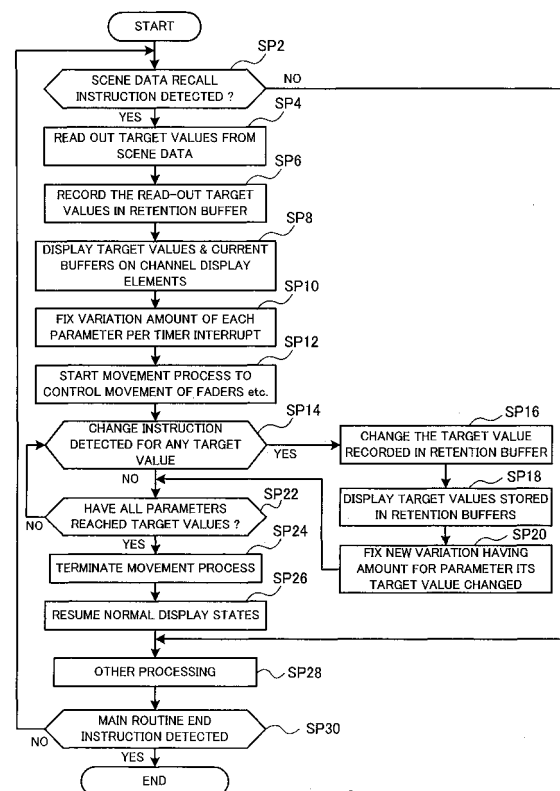 START
SP2
SCENE DATA RECALL
INSTRUCTION DETECTED ?
NO
YES
SP4
READ OUT TARGET VALUES FROM
SCENE DATA
SP6
RECORD THE READ-OUT TARGET
VALUES IN RETENTION BUFFER
SP8
DISPLAY TARGET VALUES & CURRENT
BUFFERS ON CHANNEL DISPLAY
ELEMENTS
SP10
FIX VARIATION AMOUNT OF EACH
PARAMETER PER TIMER INTERRUPT
SP12
START MOVEMENT PROCESS TO
CONTROL MOVEMENT OF FADERS etc.
SP14
CHANGE INSTRUCTION
DETECTED FOR ANY TARGET
VALUE
YES
NO
SP16
CHANGE THE TARGET VALUE
RECORDED IN RETENTION BUFFER
SP18
DISPLAY TARGET VALUES STORED
IN RETENTION BUFFERS
SP20
FIX NEW VARIATION HAVING
AMOUNT FOR PARAMETER ITS
TARGET VALUE CHANGED
SP22
HAVE ALL PARAMETERS
REACHED TARGET VALUES ?
NO
YES
SP24
TERMINATE MOVEMENT PROCESS
SP26
RESUME NORMAL DISPLAY STATES
OTHER PROCESSING
SP28
MAIN ROUTINE END
INSTRUCTION DETECTED
SP30
NO
YES
END